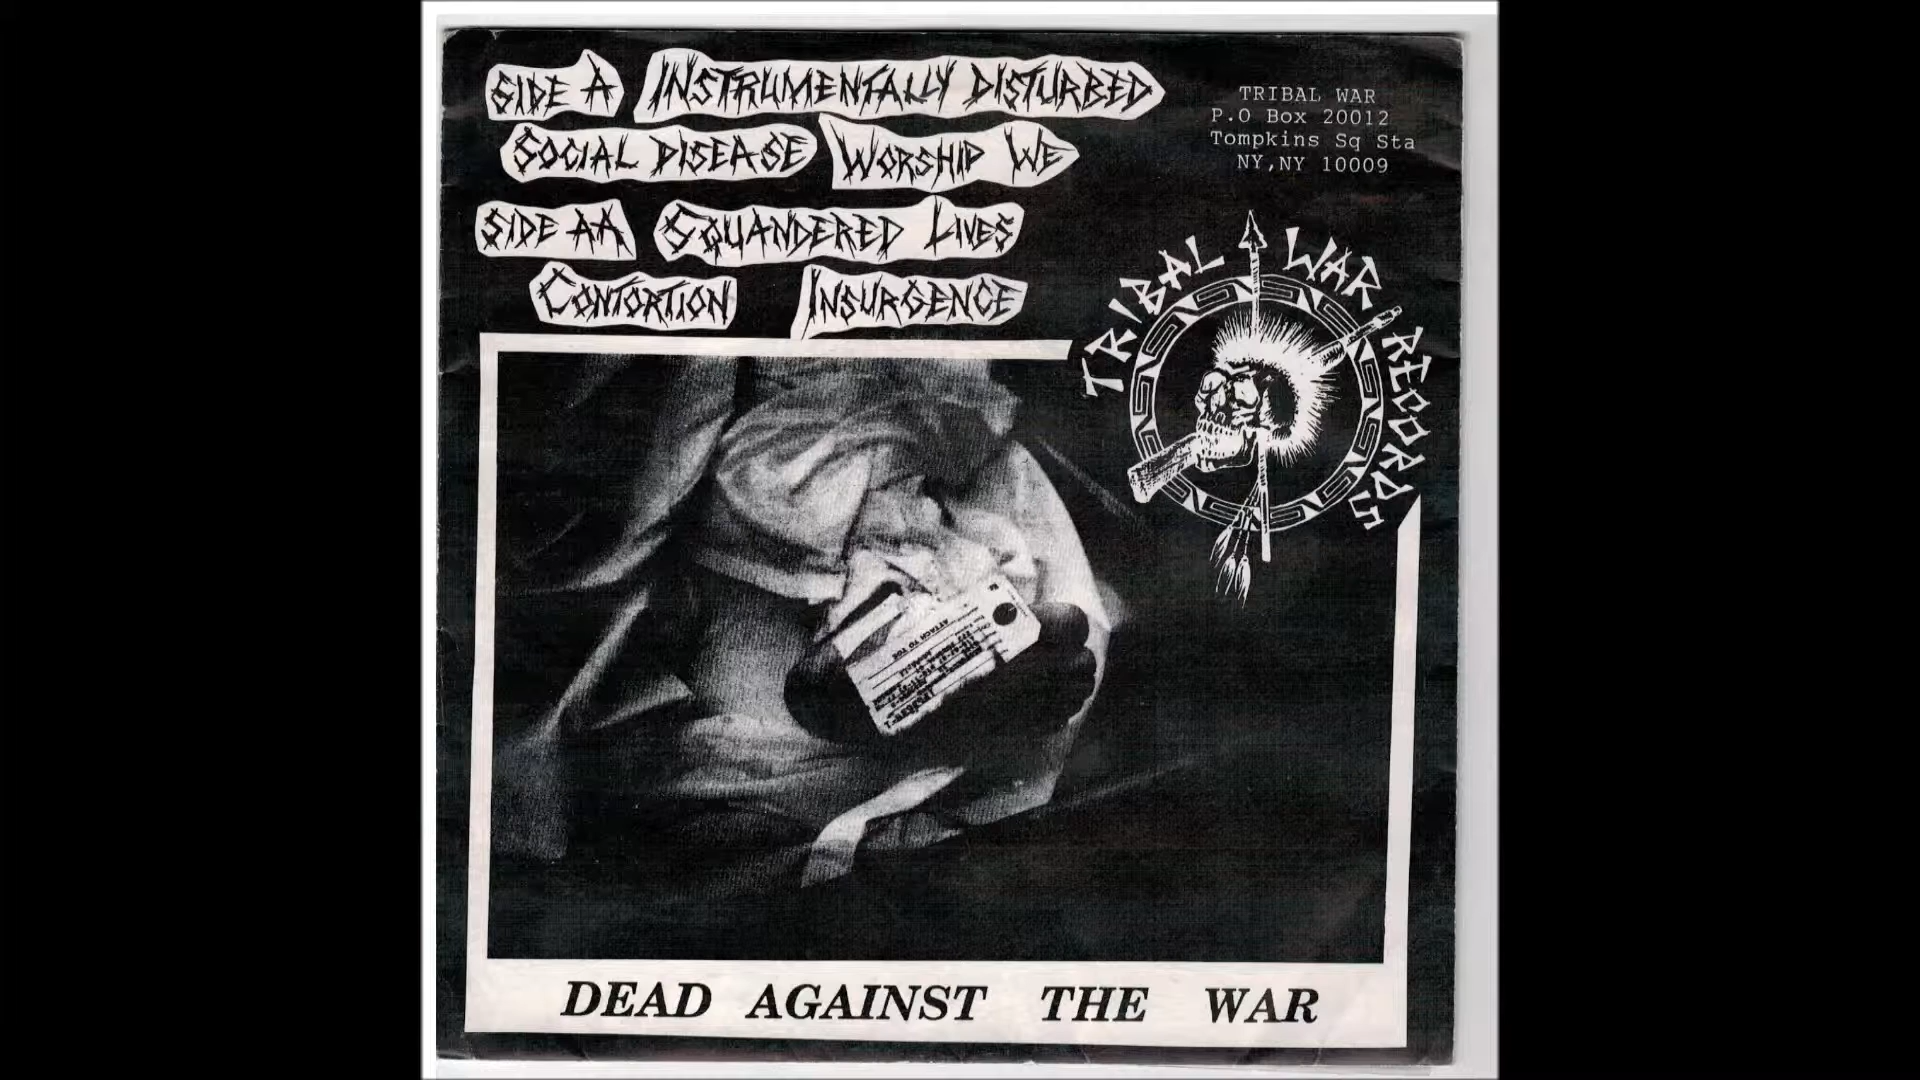 SIDE A INSTRUMENTALLY DISTURBED
SOCIAL DISEASE WORSHIP WE
SIDE AA SQUANDERED LIVES
CONTORTION INSURGENCE
TRIBAL WAR
P.O Box 20012
Tompkins Sq Sta
NY,NY 10009
TRIBAL WAR RECORDS
ATTACH TO TOE
DEAD AGAINST THE WAR